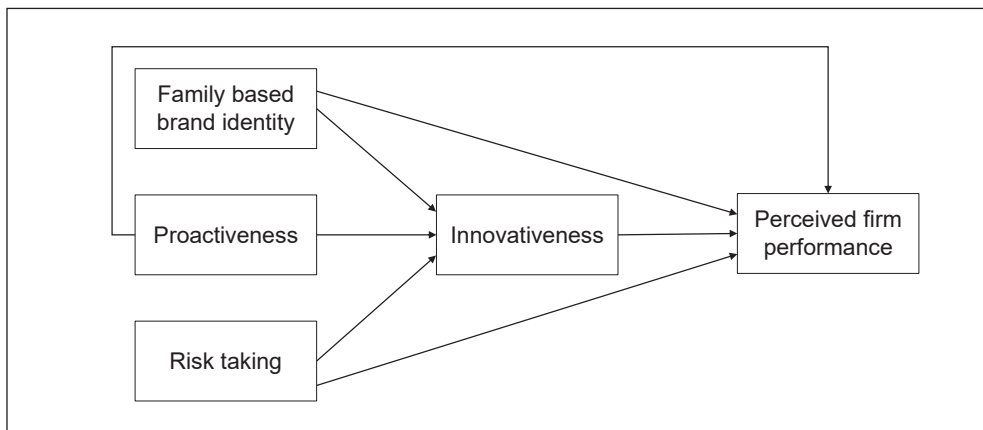 Family based
brand identity
Proactiveness
Innovativeness
Perceived firm
performance
Risk taking